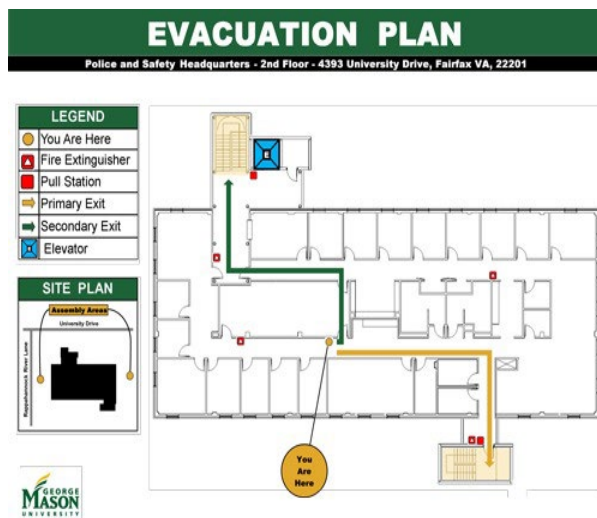 EVACUATION PLAN
Police and Safety Headquarters - 2nd Floor - 4393 University Drive, Fairfax VA, 22201
LEGEND
You Are Here
Fire Extinguisher
Pull Station
Primary Exit
Secondary Exit
E
Elevator
SITE PLAN
Assembly Areas
University Drive
Rappahannock River Lane
You
Are
Here
GEORGE
MASON
UNIVERSITY